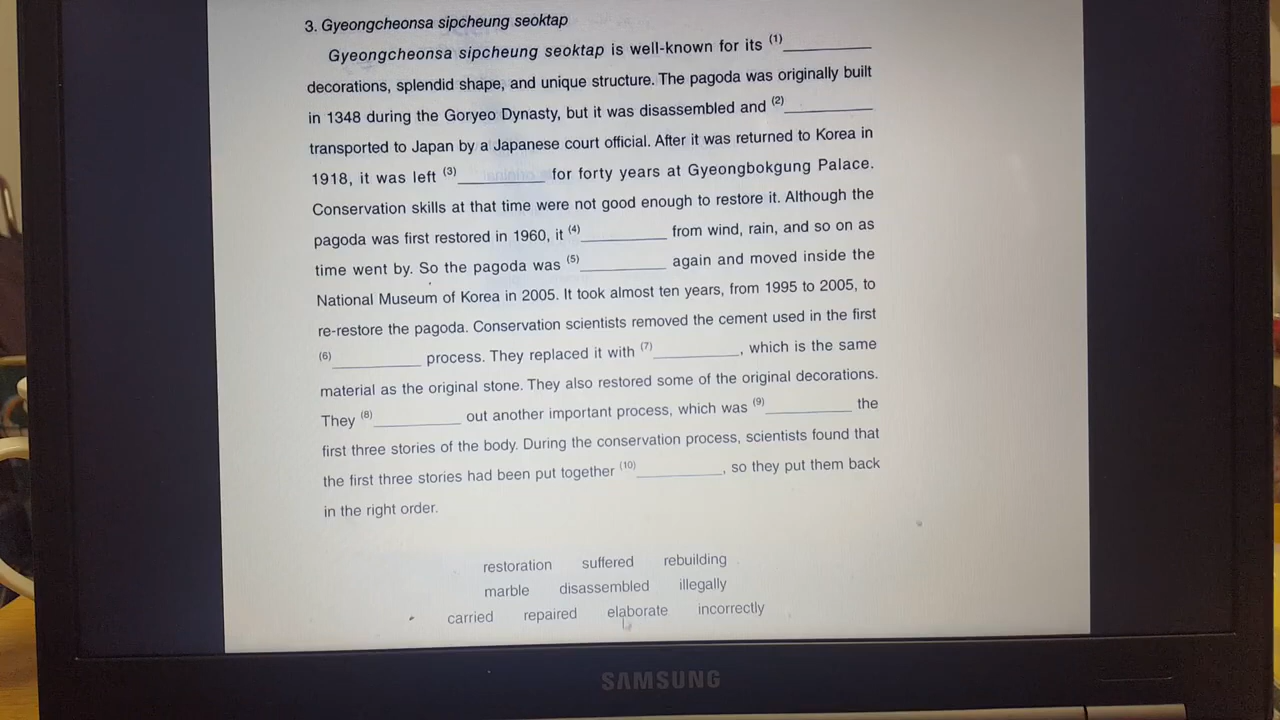 3. Gyeongcheonsa sipcheung seoktap
Gyeongcheonsa sipcheung seoktap is well-known for its (1)__________
decorations, splendid shape, and unique structure. The pagoda was originally built
in 1348 during the Goryeo Dynasty, but it was disassembled and (2)__________
transported to Japan by a Japanese court official. After it was returned to Korea in
1918, it was left (3)__________ for forty years at Gyeongbokgung Palace.
Conservation skills at that time were not good enough to restore it. Although the
pagoda was first restored in 1960, it (4)__________ from wind, rain, and so on as
time went by. So the pagoda was (5)__________ again and moved inside the
National Museum of Korea in 2005. It took almost ten years, from 1995 to 2005, to
re-restore the pagoda. Conservation scientists removed the cement used in the first
(6)__________ process. They replaced it with (7)__________, which is the same
material as the original stone. They also restored some of the original decorations.
They (8)__________ out another important process, which was (9)__________ the
first three stories of the body. During the conservation process, scientists found that
the first three stories had been put together (10)__________, so they put them back
in the right order.
restoration suffered rebuilding
marble disassembled illegally
carried repaired elaborate incorrectly
SAMSUNG